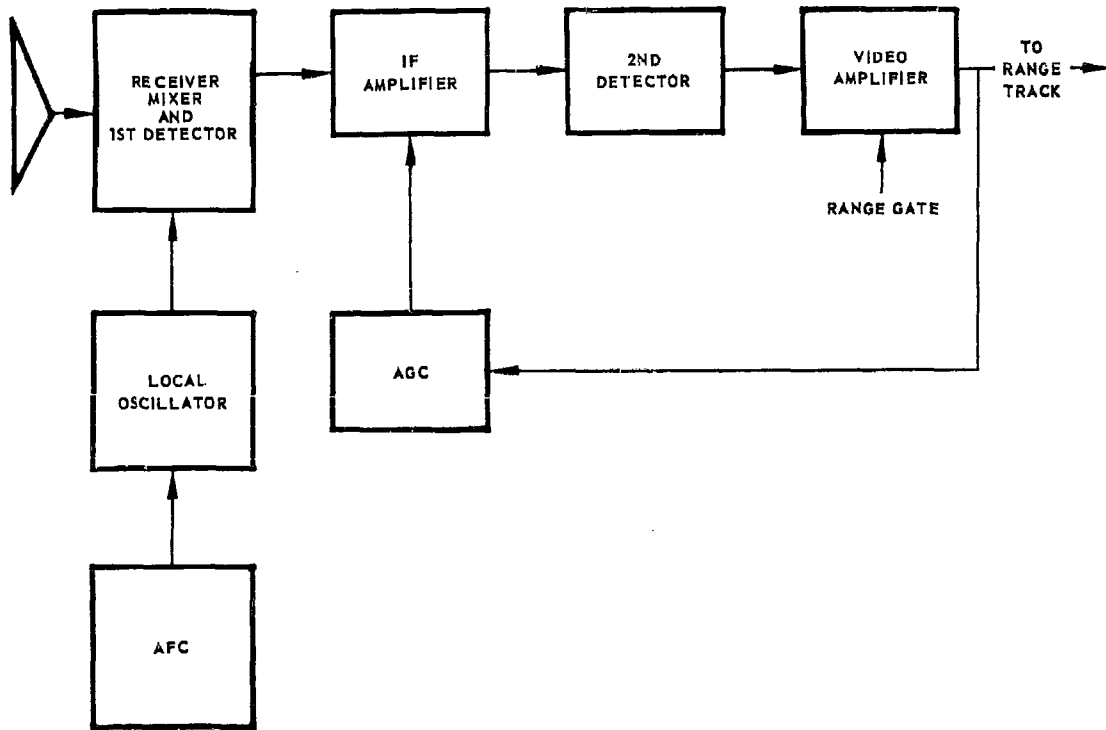 RECEIVER
MIXER
AND
1ST DETECTOR
IF
AMPLIFIER
2ND
DETECTOR
VIDEO
AMPLIFIER
TO
RANGE
TRACK
RANGE GATE
LOCAL
OSCILLATOR
AGC
AFC